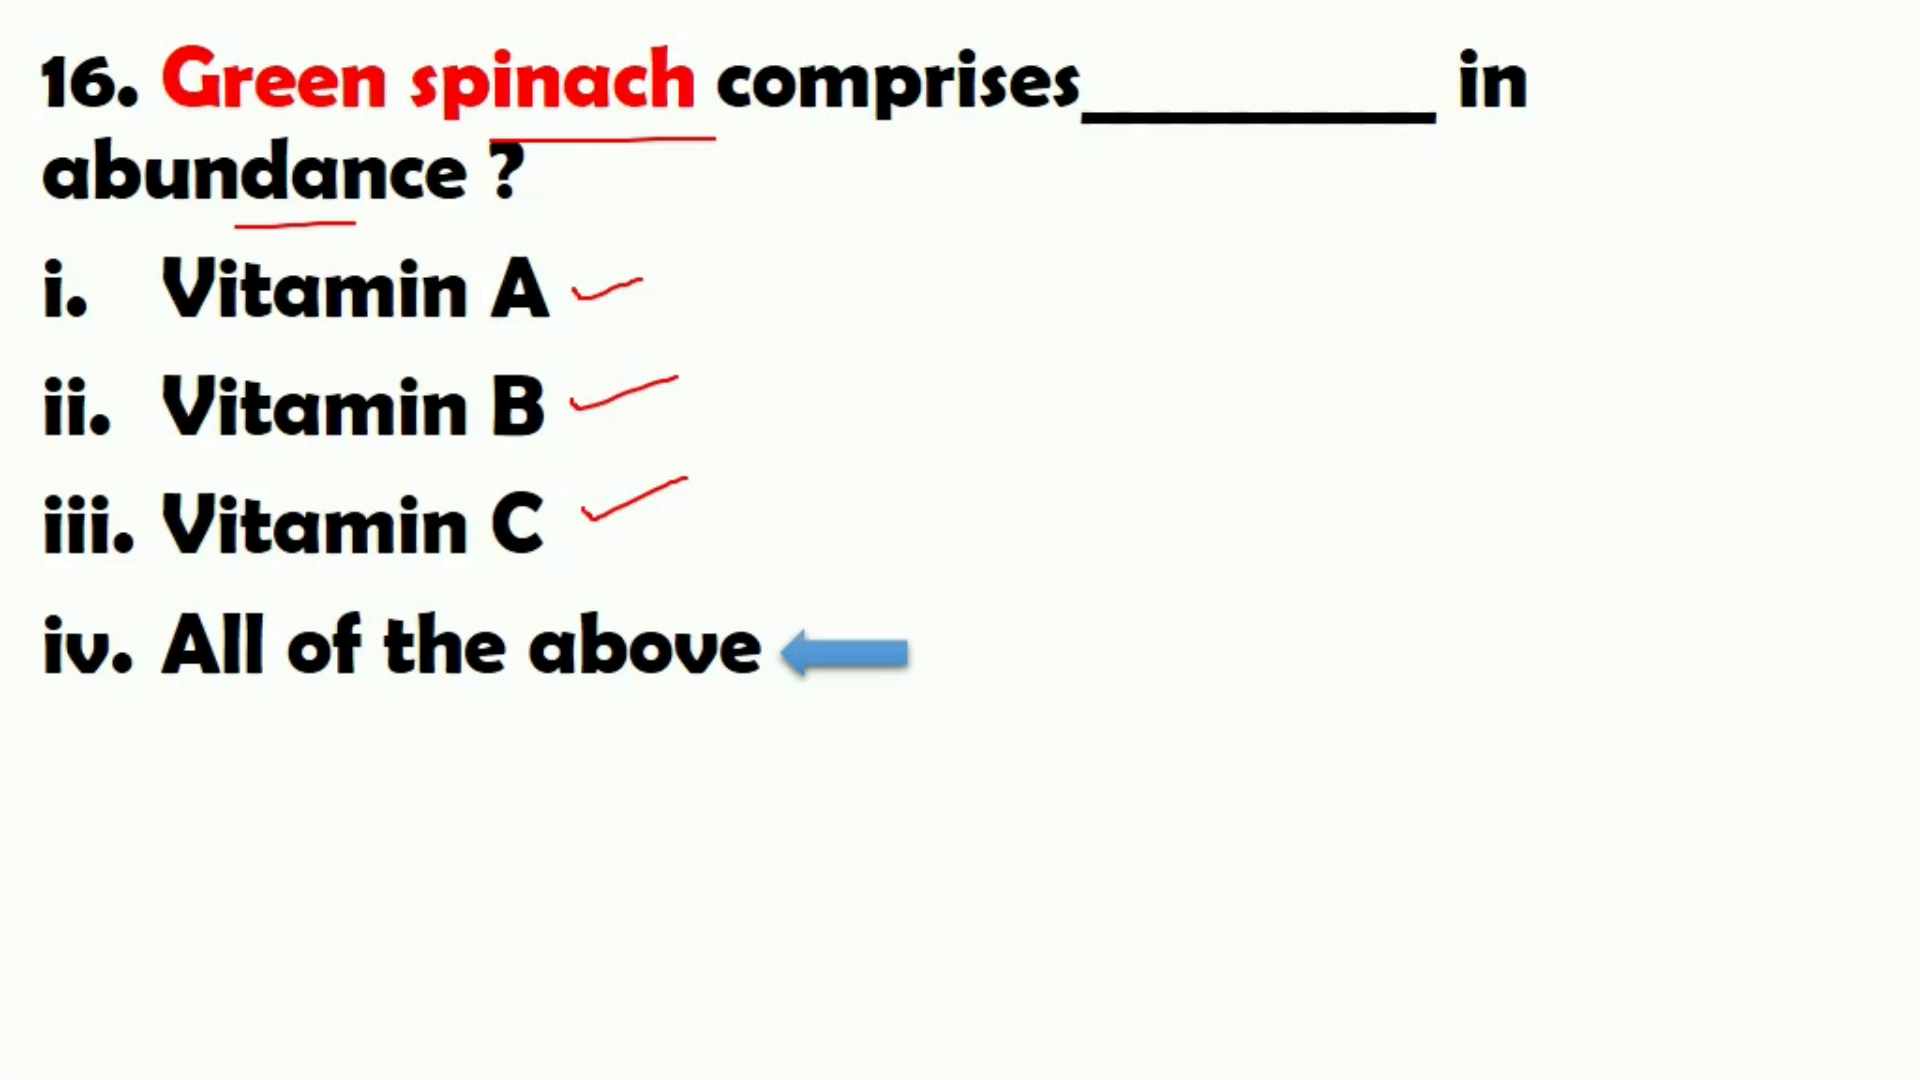 16. Green spinach comprises__________ in
abundance ?
i. Vitamin A
ii. Vitamin B
iii. Vitamin C
iv. All of the above